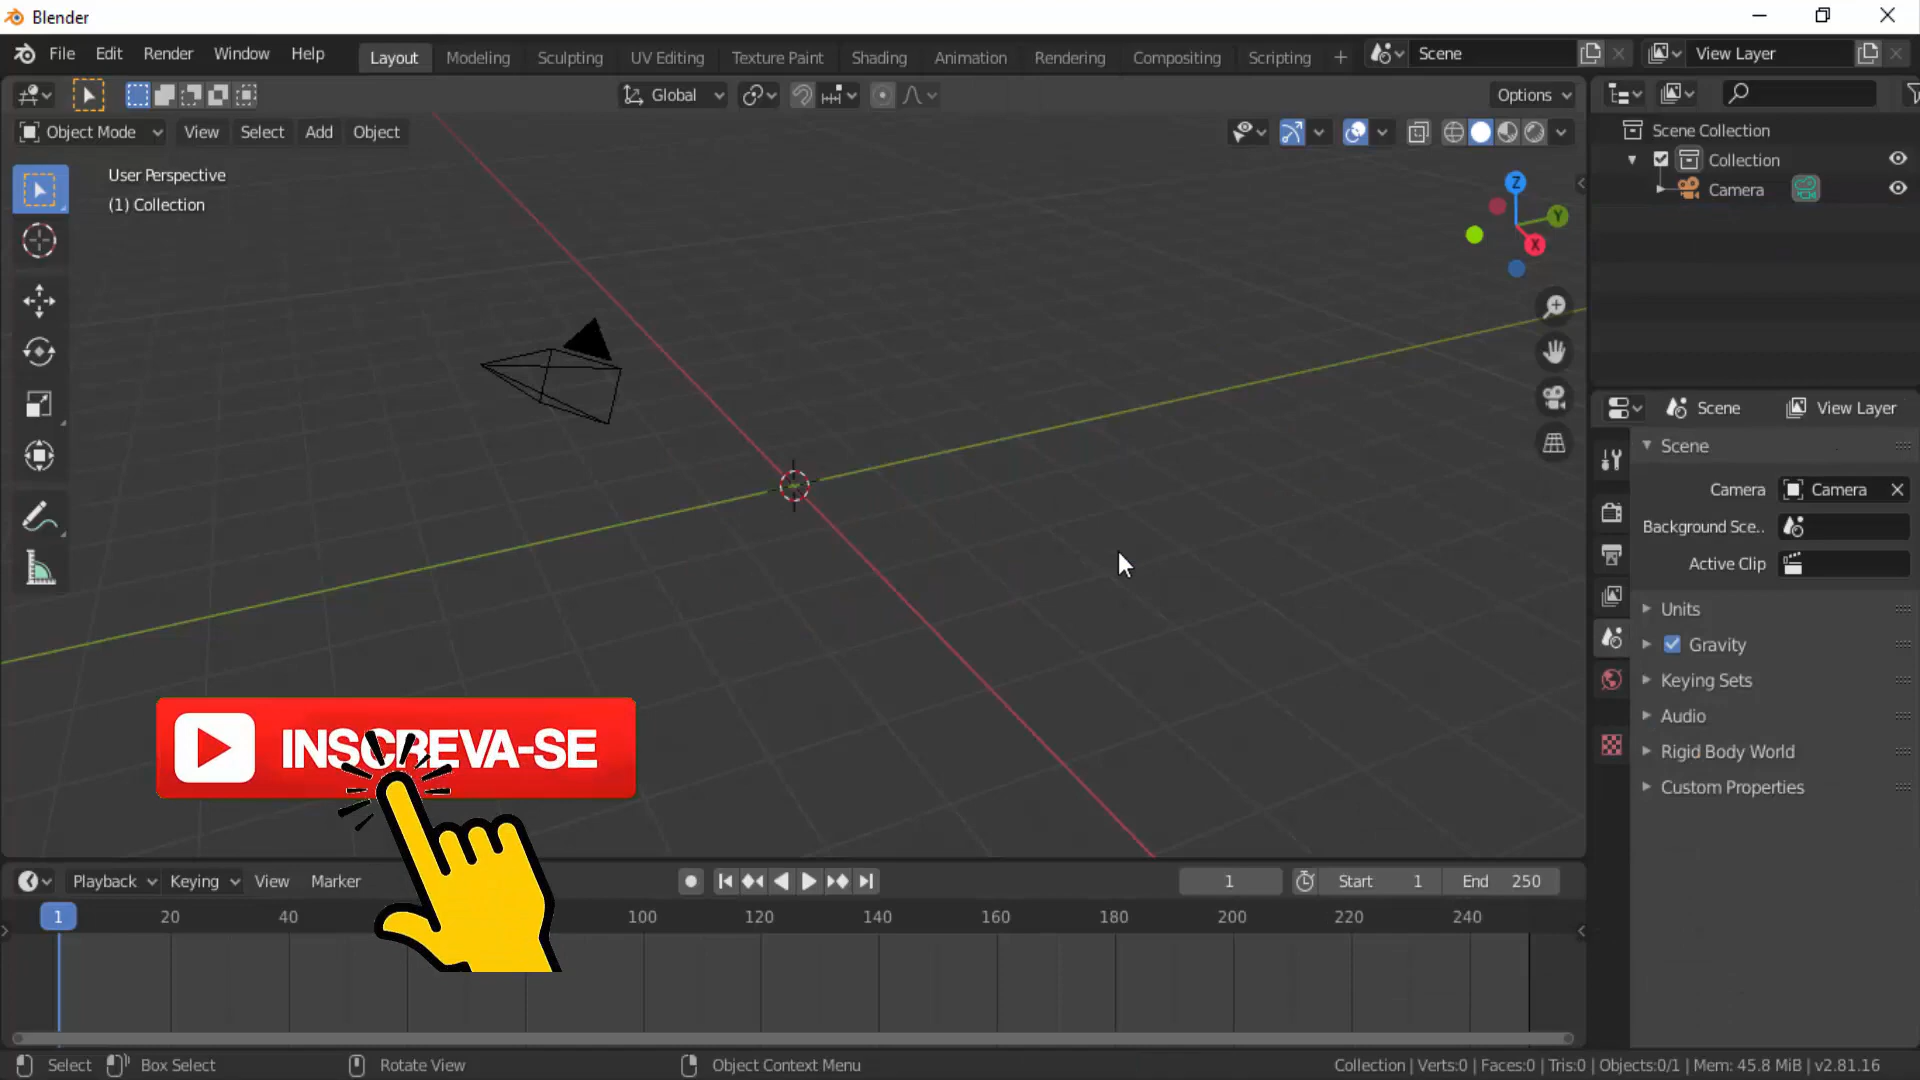 Blender
File Edit Render Window Help Layout Modeling Sculpting UV Editing Texture Paint Shading Animation Rendering Compositing Scripting + Scene View Layer
Global Options
Object Mode View Select Add Object
User Perspective
(1) Collection
Z
Y
X
Scene Collection
Collection
Camera
Scene View Layer
Scene
Camera Camera
Background Sce..
Active Clip
Units
Gravity
Keying Sets
Audio
Rigid Body World
Custom Properties
INSCREVA-SE
Playback Keying View Marker 1 Start 1 End 250
1 20 40 100 120 140 160 180 200 220 240
Select Box Select Rotate View Object Context Menu Collection | Verts:0 | Faces:0 | Tris:0 | Objects:0/1 | Mem: 45.8 MiB | v2.81.16